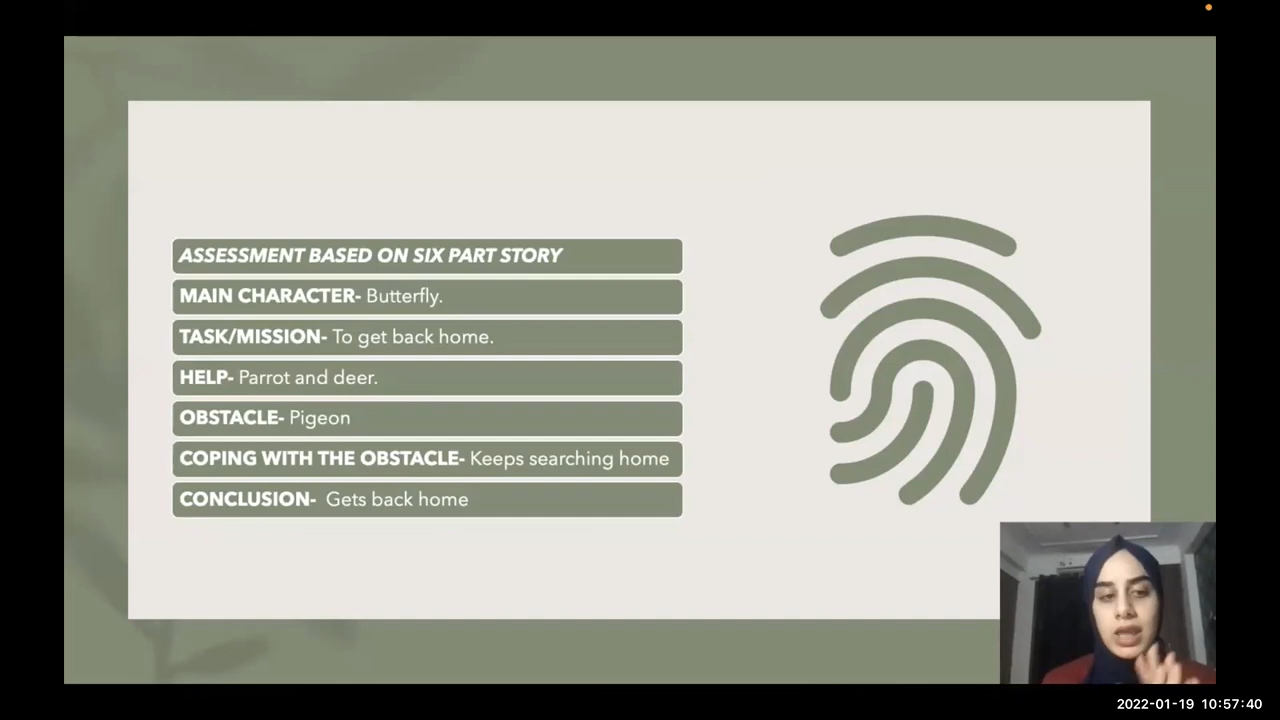 ASSESSMENT BASED ON SIX PART STORY
MAIN CHARACTER- Butterfly.
TASK/MISSION- To get back home.
HELP- Parrot and deer.
OBSTACLE- Pigeon
COPING WITH THE OBSTACLE- Keeps searching home
CONCLUSION- Gets back home
2022-01-19 10:57:40